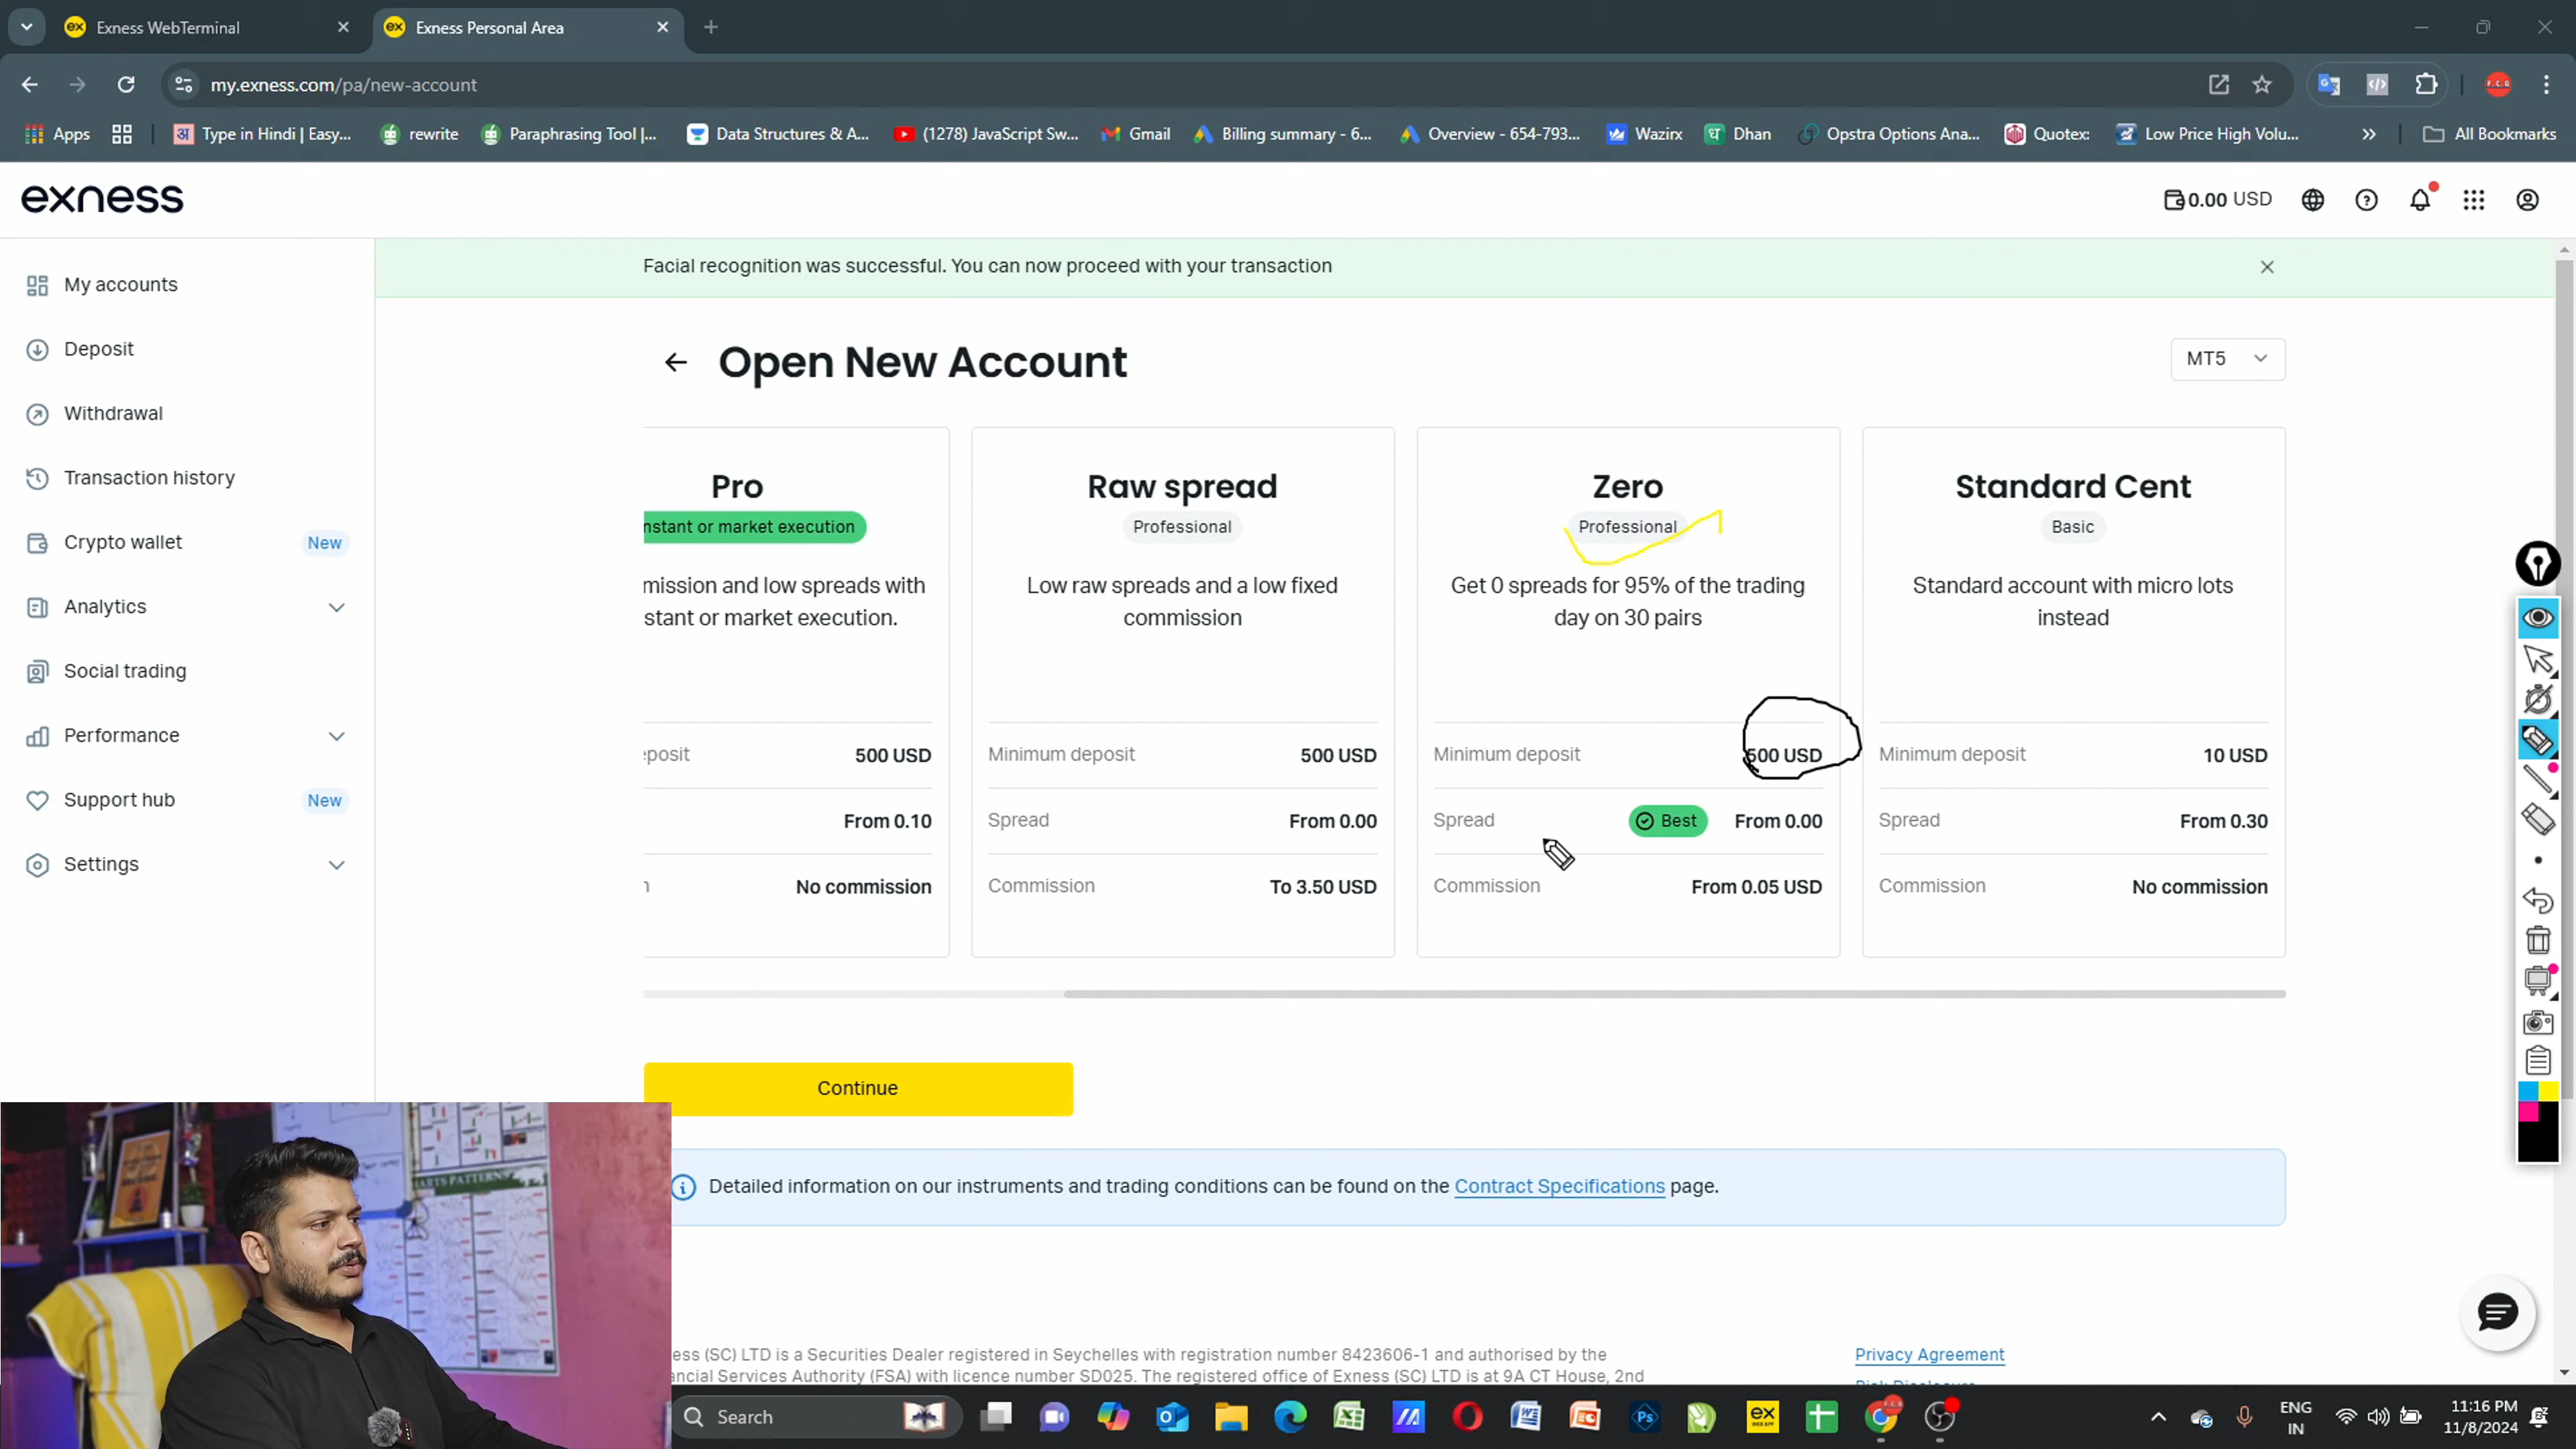 Exness WebTerminal
Exness Personal Area
my.exness.com/pa/new-account
Apps
Type in Hindi | Easy...
rewrite
Paraphrasing Tool |...
Data Structures & A...
(1278) JavaScript Sw...
Gmail
Billing summary - 6...
Overview - 654-793...
Wazirx
Dhan
Opstra Options Ana...
Quotex:
Low Price High Volu...
All Bookmarks
exness
0.00 USD
My accounts
Deposit
Withdrawal
Transaction history
Crypto wallet New
Analytics
Social trading
Performance
Support hub New
Settings
Facial recognition was successful. You can now proceed with your transaction
Open New Account
MT5
Pro
nstant or market execution
mission and low spreads with
stant or market execution.
eposit 500 USD
From 0.10
No commission
Raw spread
Professional
Low raw spreads and a low fixed
commission
Minimum deposit 500 USD
Spread From 0.00
Commission To 3.50 USD
Zero
Professional
Get 0 spreads for 95% of the trading
day on 30 pairs
Minimum deposit 500 USD
Spread Best From 0.00
Commission From 0.05 USD
Standard Cent
Basic
Standard account with micro lots
instead
Minimum deposit 10 USD
Spread From 0.30
Commission No commission
Continue
Detailed information on our instruments and trading conditions can be found on the Contract Specifications page.
ess (SC) LTD is a Securities Dealer registered in Seychelles with registration number 8423606-1 and authorised by the
ancial Services Authority (FSA) with licence number SD025. The registered office of Exness (SC) LTD is at 9A CT House, 2nd
Privacy Agreement
Risk Disclosure
ARTS PATTERNS
Search
ENG
IN
11:16 PM
11/8/2024